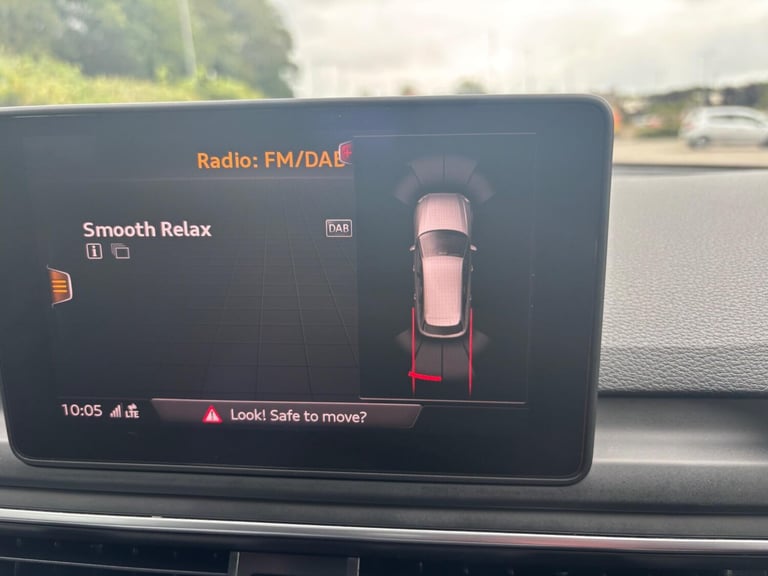 Radio: FM/DAB
Smooth Relax
DAB
i
10:05
LTE
Look! Safe to move?